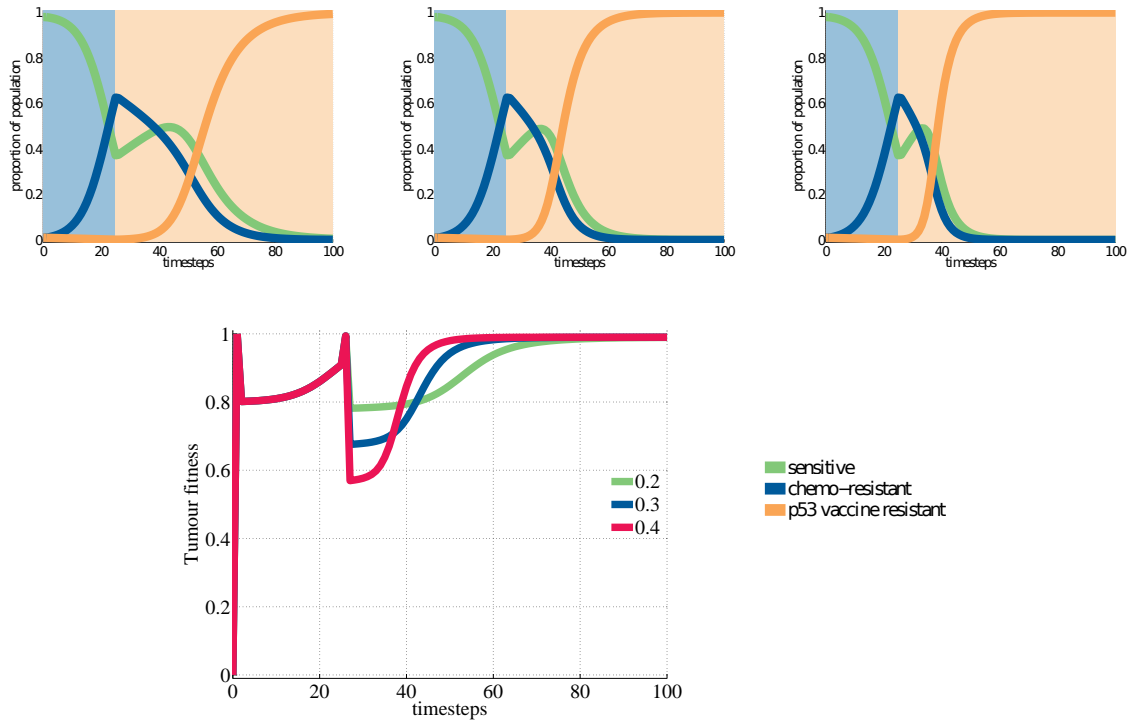 proportion of population
1
0.8
0.6
0.4
0.2
0
0 20 40 60 80 100
timesteps
proportion of population
1
0.8
0.6
0.4
0.2
0
0 20 40 60 80 100
timesteps
proportion of population
1
0.8
0.6
0.4
0.2
0
0 20 40 60 80 100
timesteps
Tumour fitness
1
0.8
0.6
0.4
0.2
0
0 20 40 60 80 100
timesteps
0.2
0.3
0.4
sensitive
chemo-resistant
p53 vaccine resistant